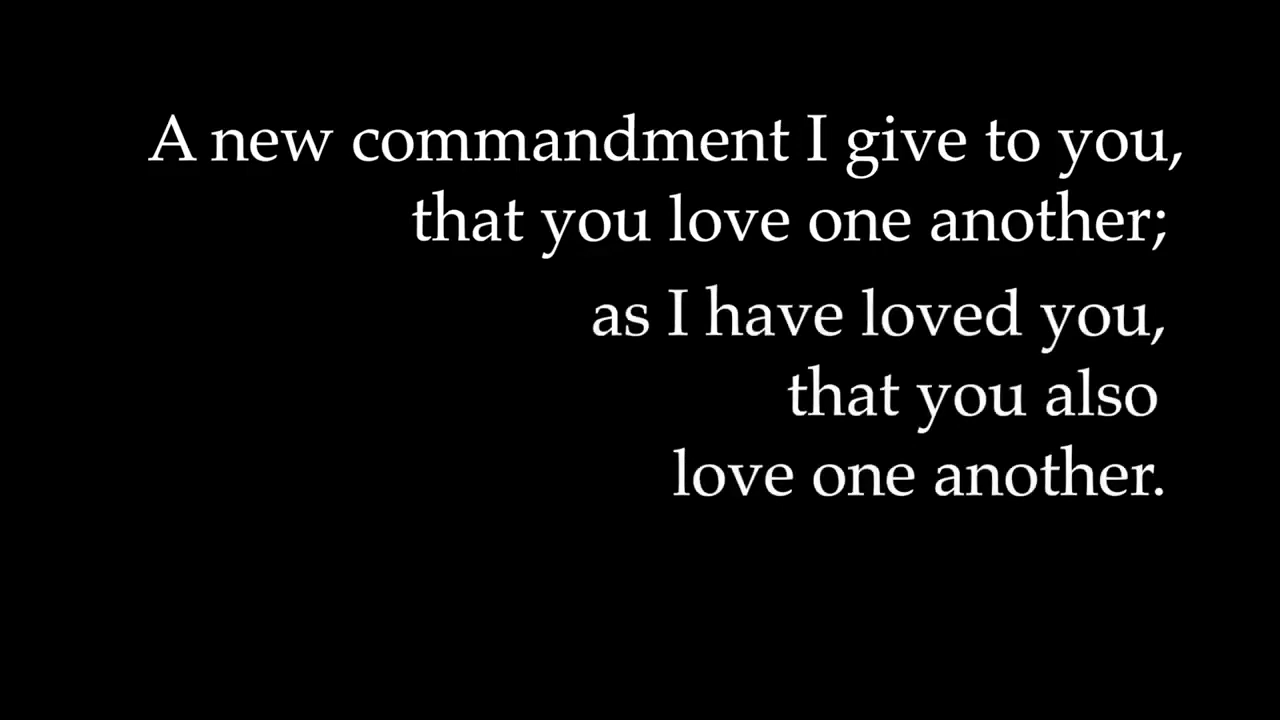 A new commandment I give to you,
that you love one another;
as I have loved you,
that you also
love one another.